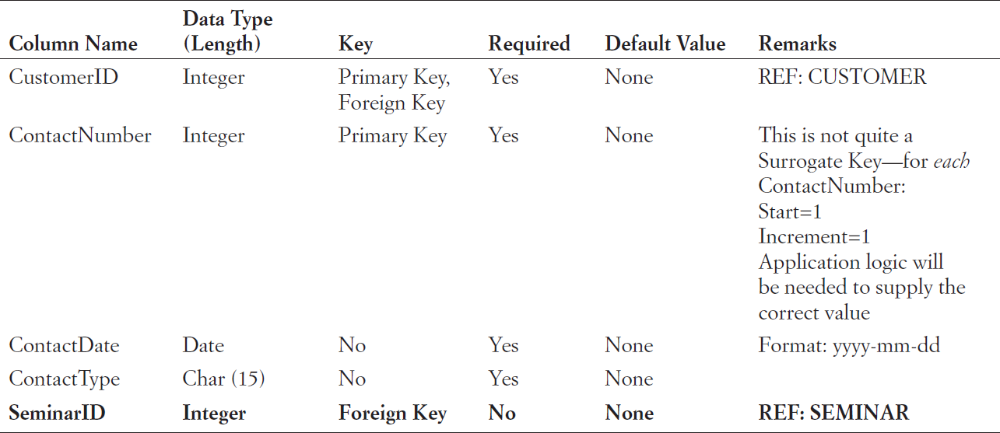 Data Type
Column Name (Length) Key Required Default Value Remarks
CustomerID Integer Primary Key, Yes None REF: CUSTOMER
Foreign Key
ContactNumber Integer Primary Key Yes None This is not quite a
Surrogate Key—for each
ContactNumber:
Start=1
Increment=1
Application logic will
be needed to supply the
correct value
ContactDate Date No Yes None Format: yyyy-mm-dd
ContactType Char (15) No Yes None
SeminarID Integer Foreign Key No None REF: SEMINAR